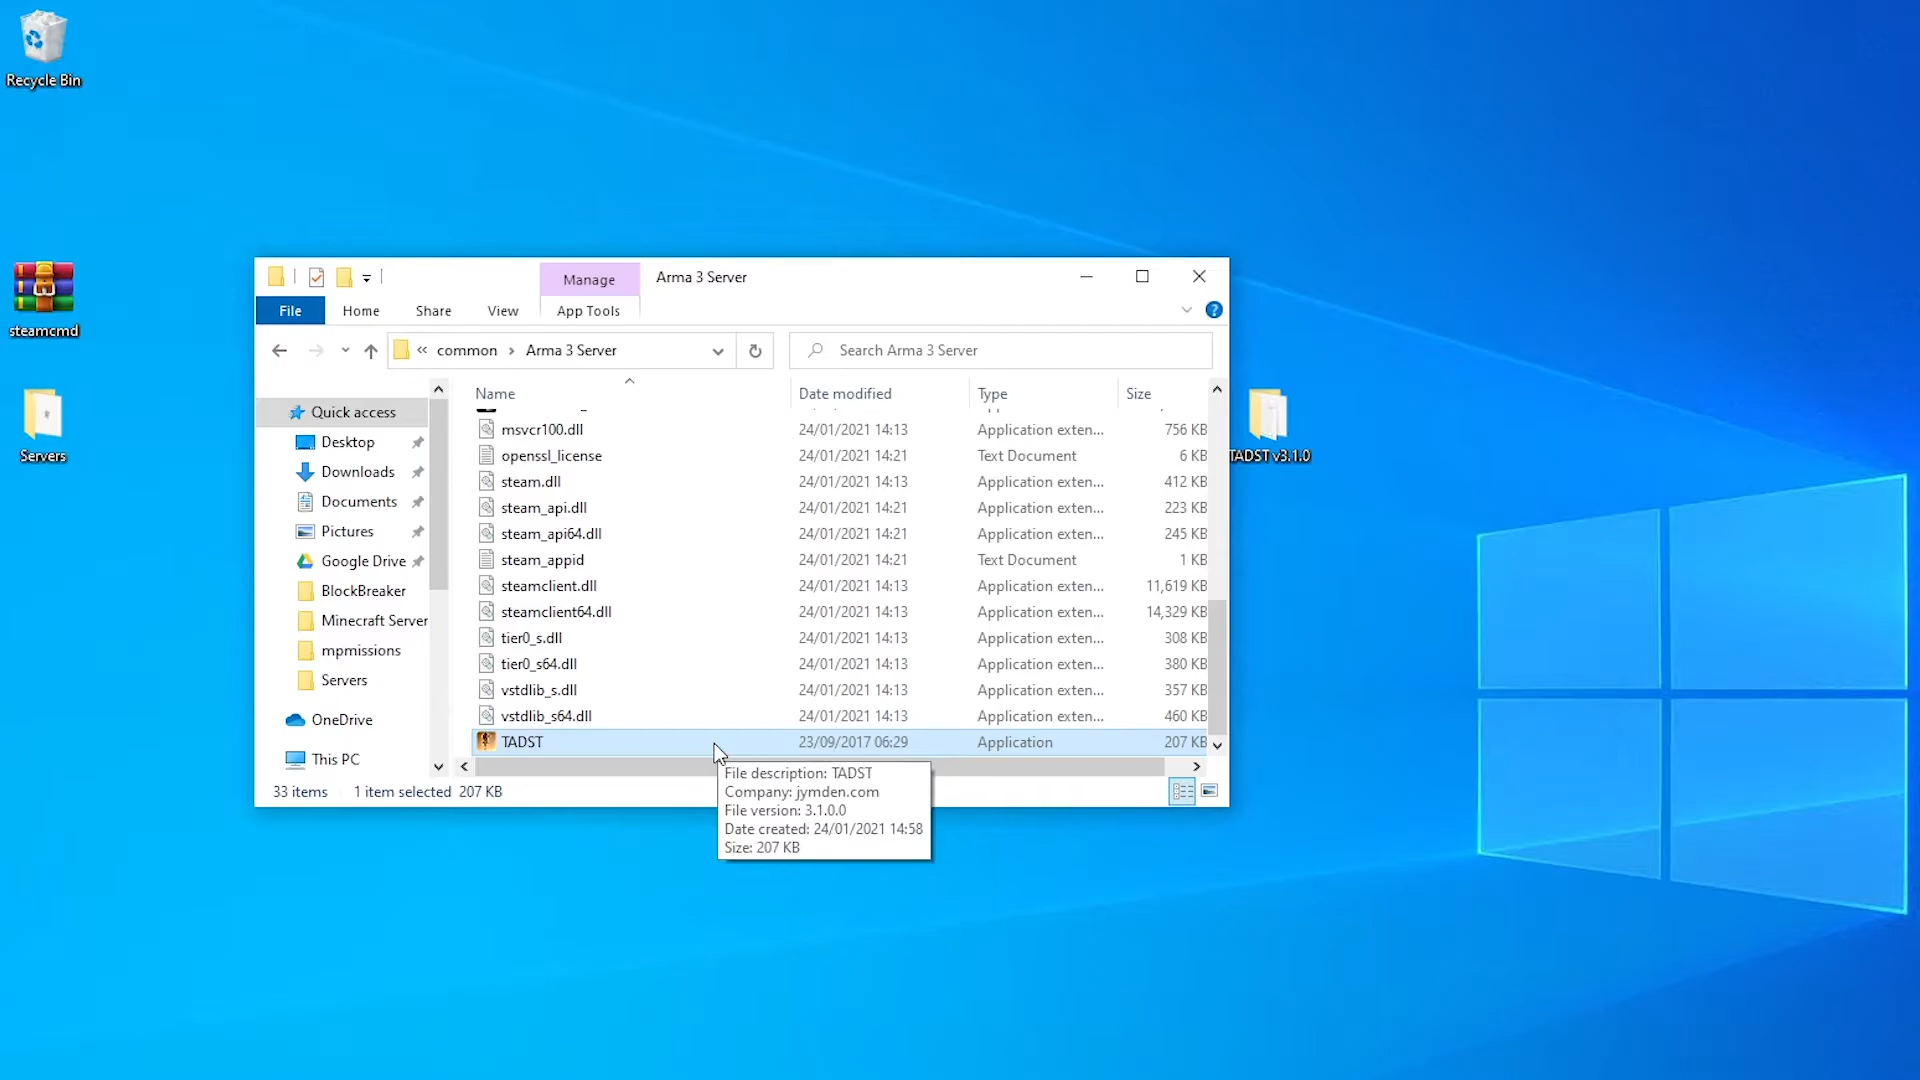 Recycle Bin
steamcmd
Servers
TADST v3.1.0
Manage
Arma 3 Server
File
Home
Share
View
App Tools
« common › Arma 3 Server
Search Arma 3 Server
Quick access
Desktop
Downloads
Documents
Pictures
Google Drive
BlockBreaker
Minecraft Server
mpmissions
Servers
OneDrive
This PC
Name Date modified Type Size
msvcr100.dll 24/01/2021 14:13 Application exten... 756 KB
openssl_license 24/01/2021 14:21 Text Document 6 KB
steam.dll 24/01/2021 14:13 Application exten... 412 KB
steam_api.dll 24/01/2021 14:21 Application exten... 223 KB
steam_api64.dll 24/01/2021 14:21 Application exten... 245 KB
steam_appid 24/01/2021 14:21 Text Document 1 KB
steamclient.dll 24/01/2021 14:13 Application exten... 11,619 KB
steamclient64.dll 24/01/2021 14:13 Application exten... 14,329 KB
tier0_s.dll 24/01/2021 14:13 Application exten... 308 KB
tier0_s64.dll 24/01/2021 14:13 Application exten... 380 KB
vstdlib_s.dll 24/01/2021 14:13 Application exten... 357 KB
vstdlib_s64.dll 24/01/2021 14:13 Application exten... 460 KB
TADST 23/09/2017 06:29 Application 207 KB
File description: TADST
Company: jymden.com
File version: 3.1.0.0
Date created: 24/01/2021 14:58
Size: 207 KB
33 items 1 item selected 207 KB